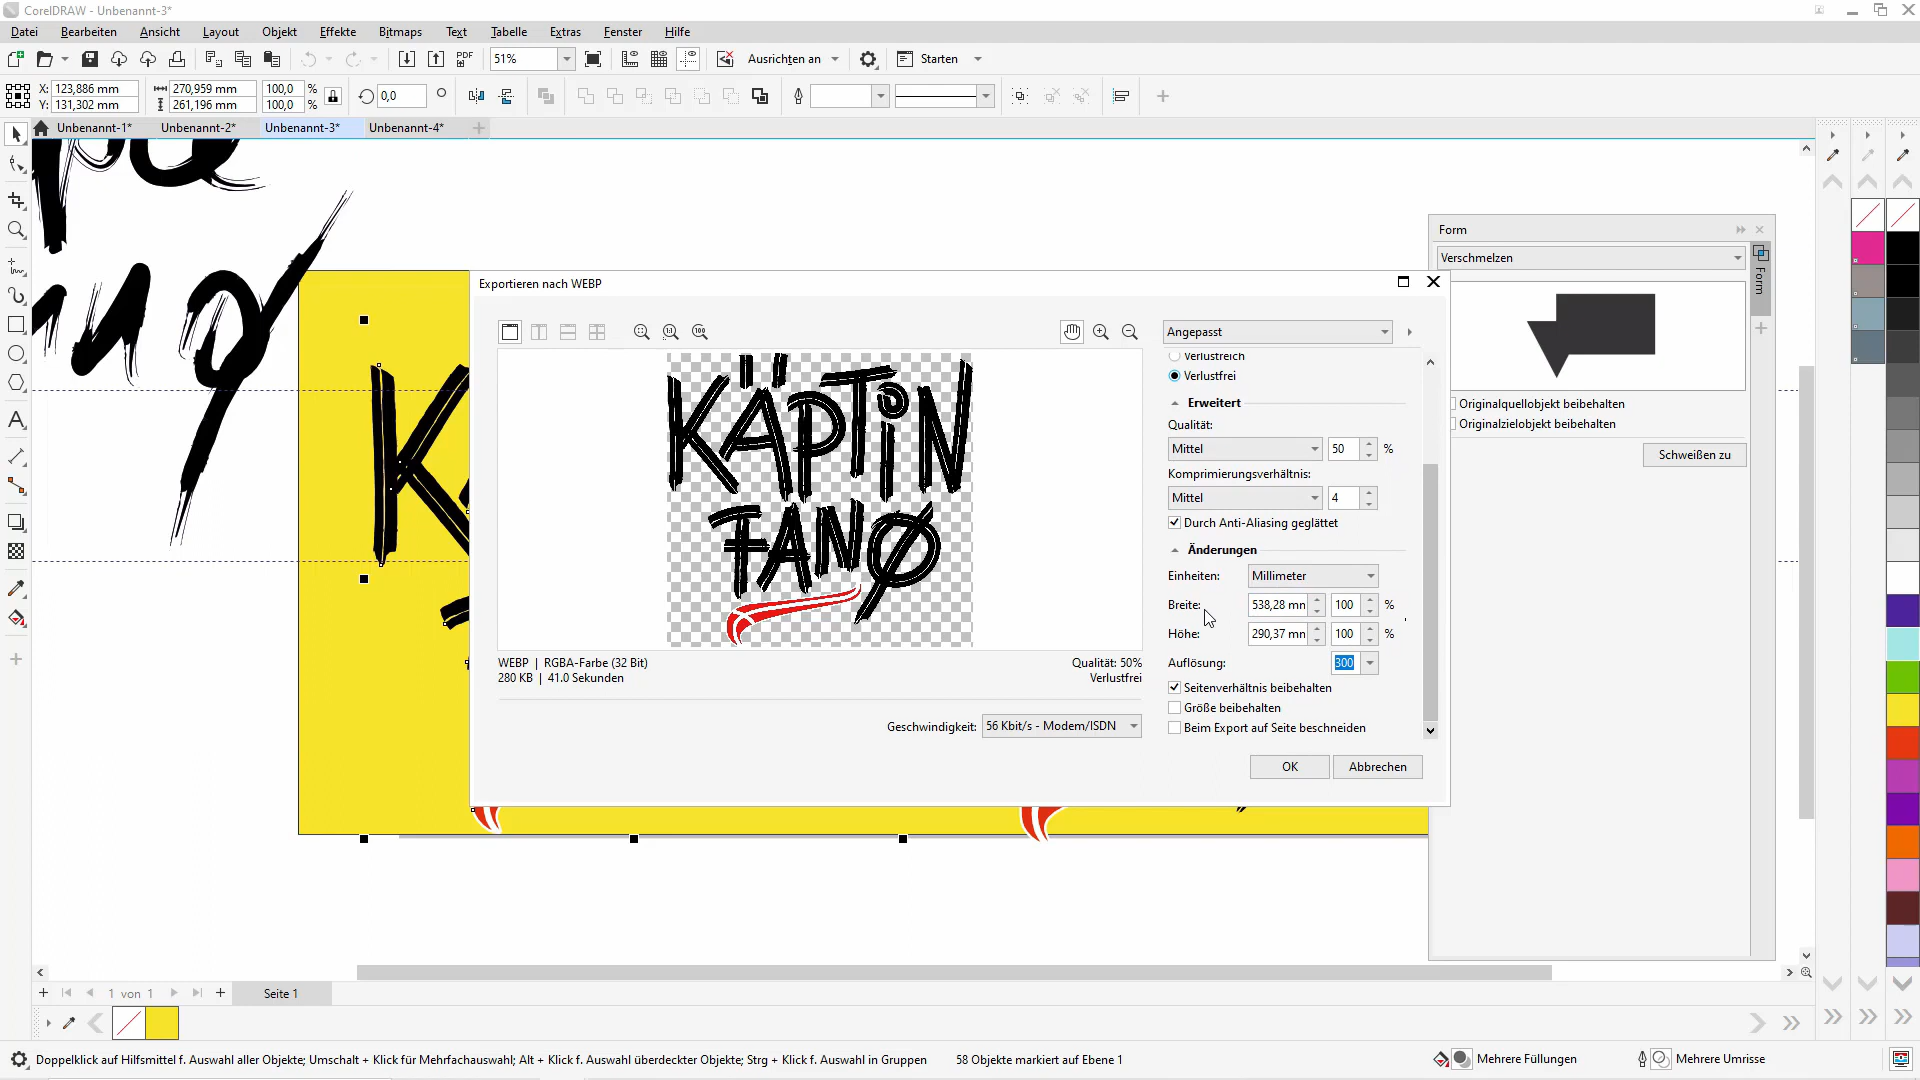 CorelDRAW - Unbenannt-3*
Datei Bearbeiten Ansicht Layout Objekt Effekte Bitmaps Text Tabelle Extras Fenster Hilfe
PDF 51% Ausrichten an Starten
X: 123,886 mm 270,959 mm 100,0 % 0,0 °
Y: 131,302 mm 261,196 mm 100,0 %
Unbenannt-1* Unbenannt-2* Unbenannt-3* Unbenannt-4*
Form
Verschmelzen
Form
Originalquellobjekt beibehalten
Originalzielobjekt beibehalten
Schweißen zu
Exportieren nach WEBP
1:1 100
Angepasst
Verlustreich
Verlustfrei
Erweitert
Qualität:
Mittel 50 %
Komprimierungsverhältnis:
Mittel 4
Durch Anti-Aliasing geglättet
Änderungen
Einheiten: Millimeter
Breite: 538,28 mn 100 %
Höhe: 290,37 mn 100 %
Auflösung: 300
Seitenverhältnis beibehalten
Größe beibehalten
Beim Export auf Seite beschneiden
OK Abbrechen
KÄPTiN
FANØ
WEBP | RGBA-Farbe (32 Bit) Qualität: 50%
280 KB | 41.0 Sekunden Verlustfrei
Geschwindigkeit: 56 Kbit/s - Modem/ISDN
1 von 1 Seite 1
Doppelklick auf Hilfsmittel f. Auswahl aller Objekte; Umschalt + Klick für Mehrfachauswahl; Alt + Klick f. Auswahl überdeckter Objekte; Strg + Klick f. Auswahl in Gruppen 58 Objekte markiert auf Ebene 1 Mehrere Füllungen Mehrere Umrisse